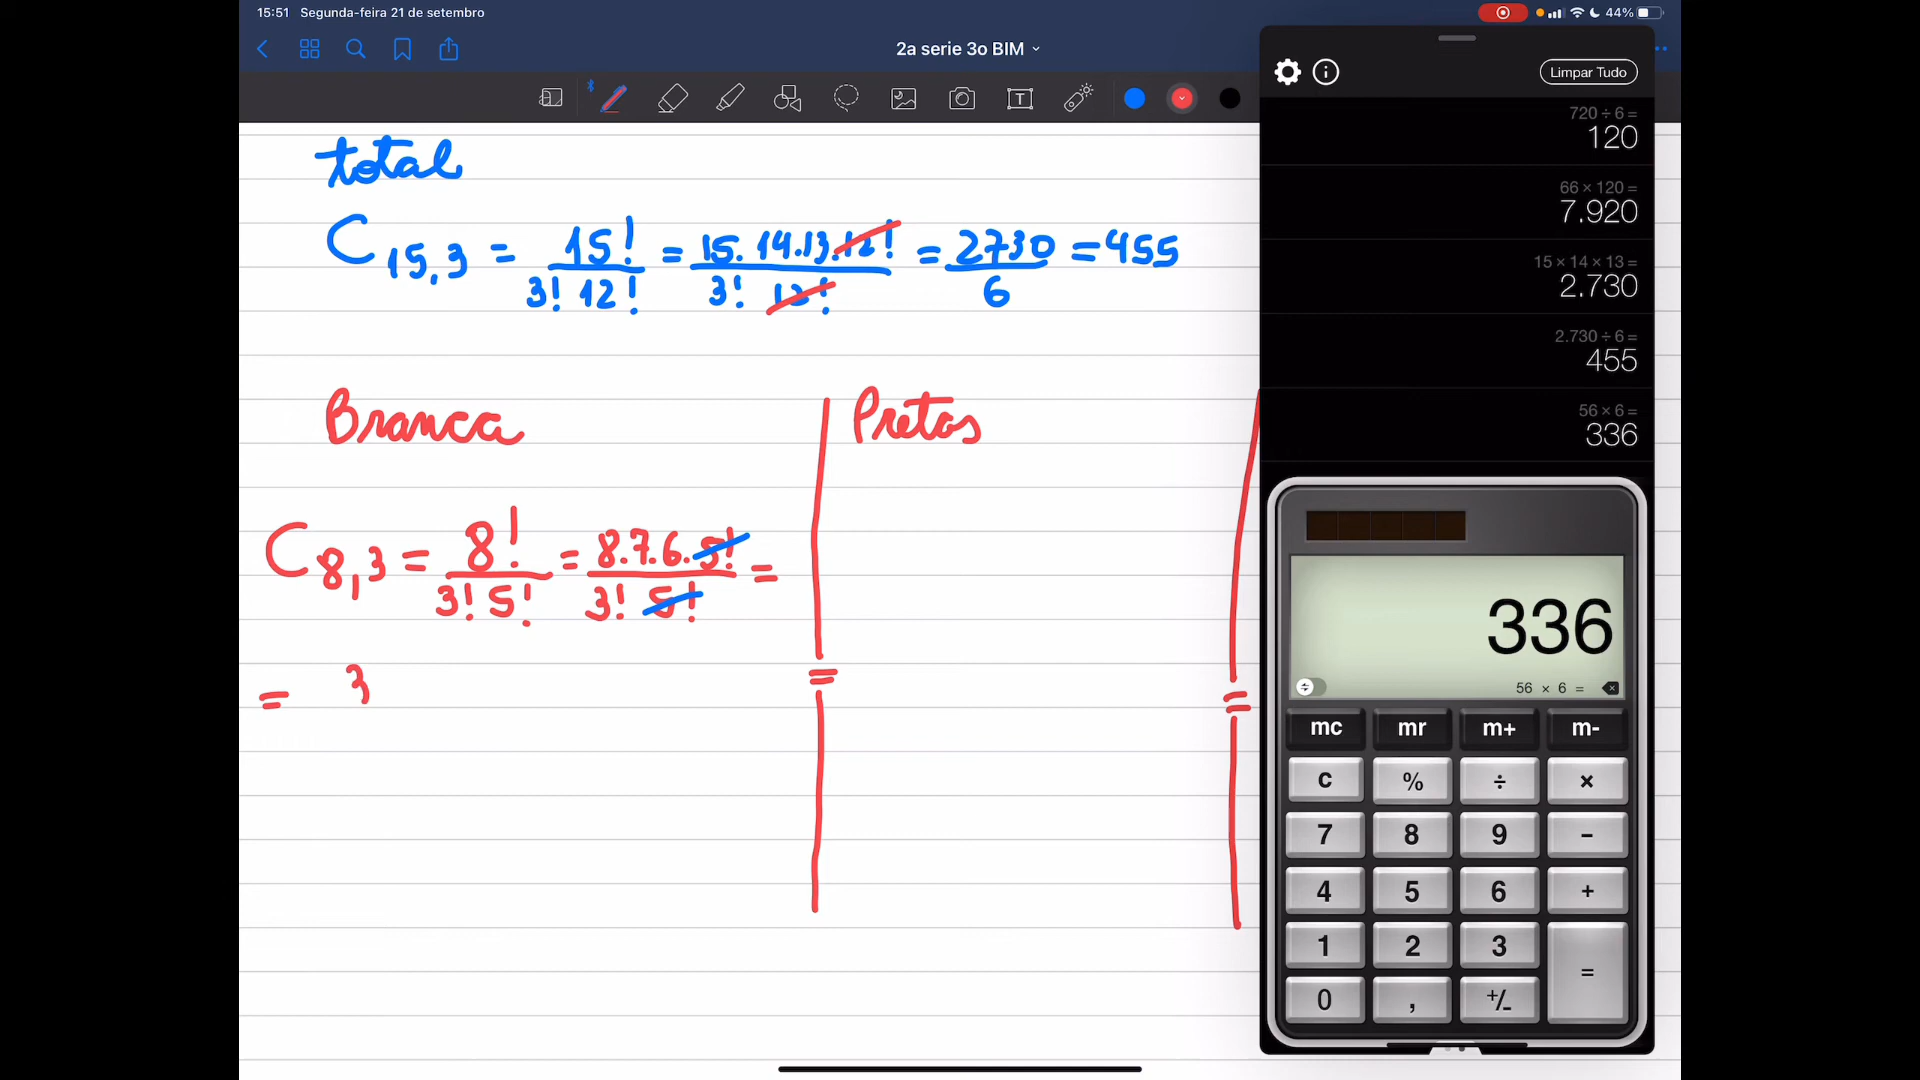 15:51 Segunda-feira 21 de setembro 44%
2a serie 3o BIM
Limpar Tudo
total
C 15,3 = 15! / 3! 12! = 15. 14.13.12! / 3! 12! = 2730 / 6 = 455
Branca
Pretas
C 8,3 = 8! / 3! 5! = 8.7.6.5! / 3! 5! =
= 3
=
=
720 ÷ 6 =
120
66 × 120 =
7.920
15 × 14 × 13 =
2.730
2.730 ÷ 6 =
455
56 × 6 =
336
336
56 × 6 =
mc mr m+ m-
c % ÷ ×
7 8 9 −
4 5 6 +
1 2 3 =
0 , +/-